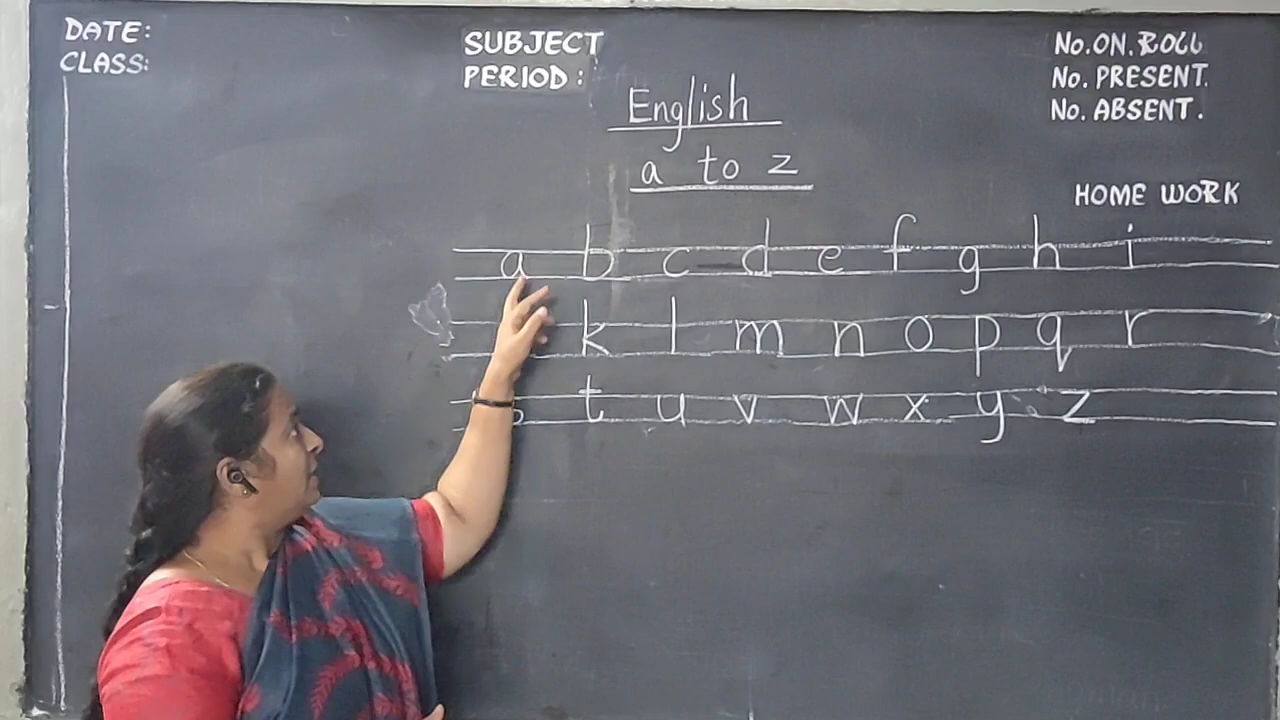 DATE:
CLASS:
SUBJECT
PERIOD:
No. ON. ROLL
No. PRESENT.
No. ABSENT.
English
a to z
HOME WORK
a b c d e f g h i
k l m n o p q r
s t u v w x y z